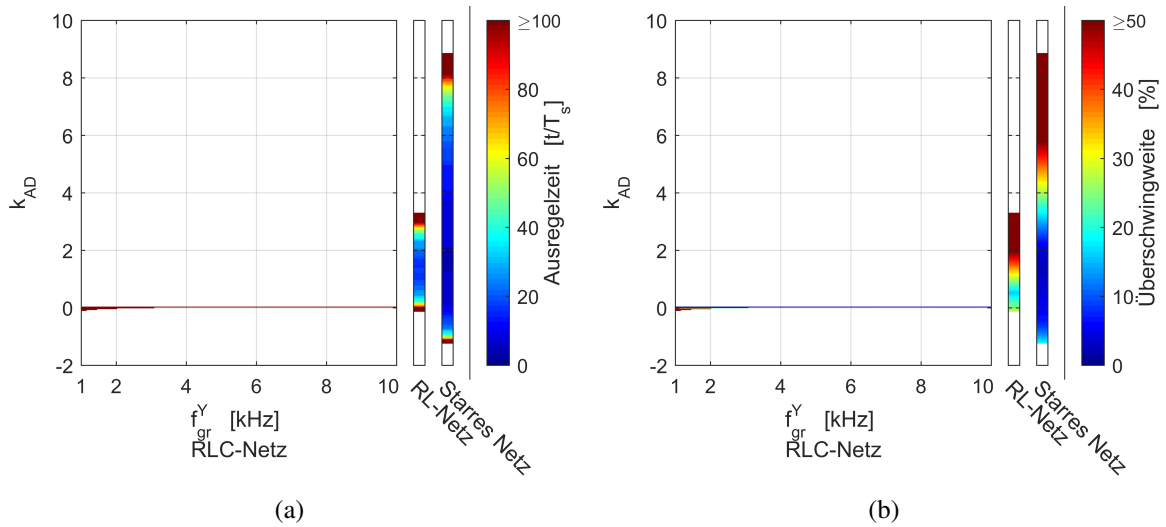 10
8
6
4
2
0
-2
k_AD
1 2 4 6 8 10
f_gr^Y [kHz]
RLC-Netz
RL-Netz
Starres Netz
≥100
80
60
40
20
0
Ausregelzeit [t/T_s]
(a)
10
8
6
4
2
0
-2
k_AD
1 2 4 6 8 10
f_gr^Y [kHz]
RLC-Netz
RL-Netz
Starres Netz
≥50
40
30
20
10
0
Überschwingweite [%]
(b)